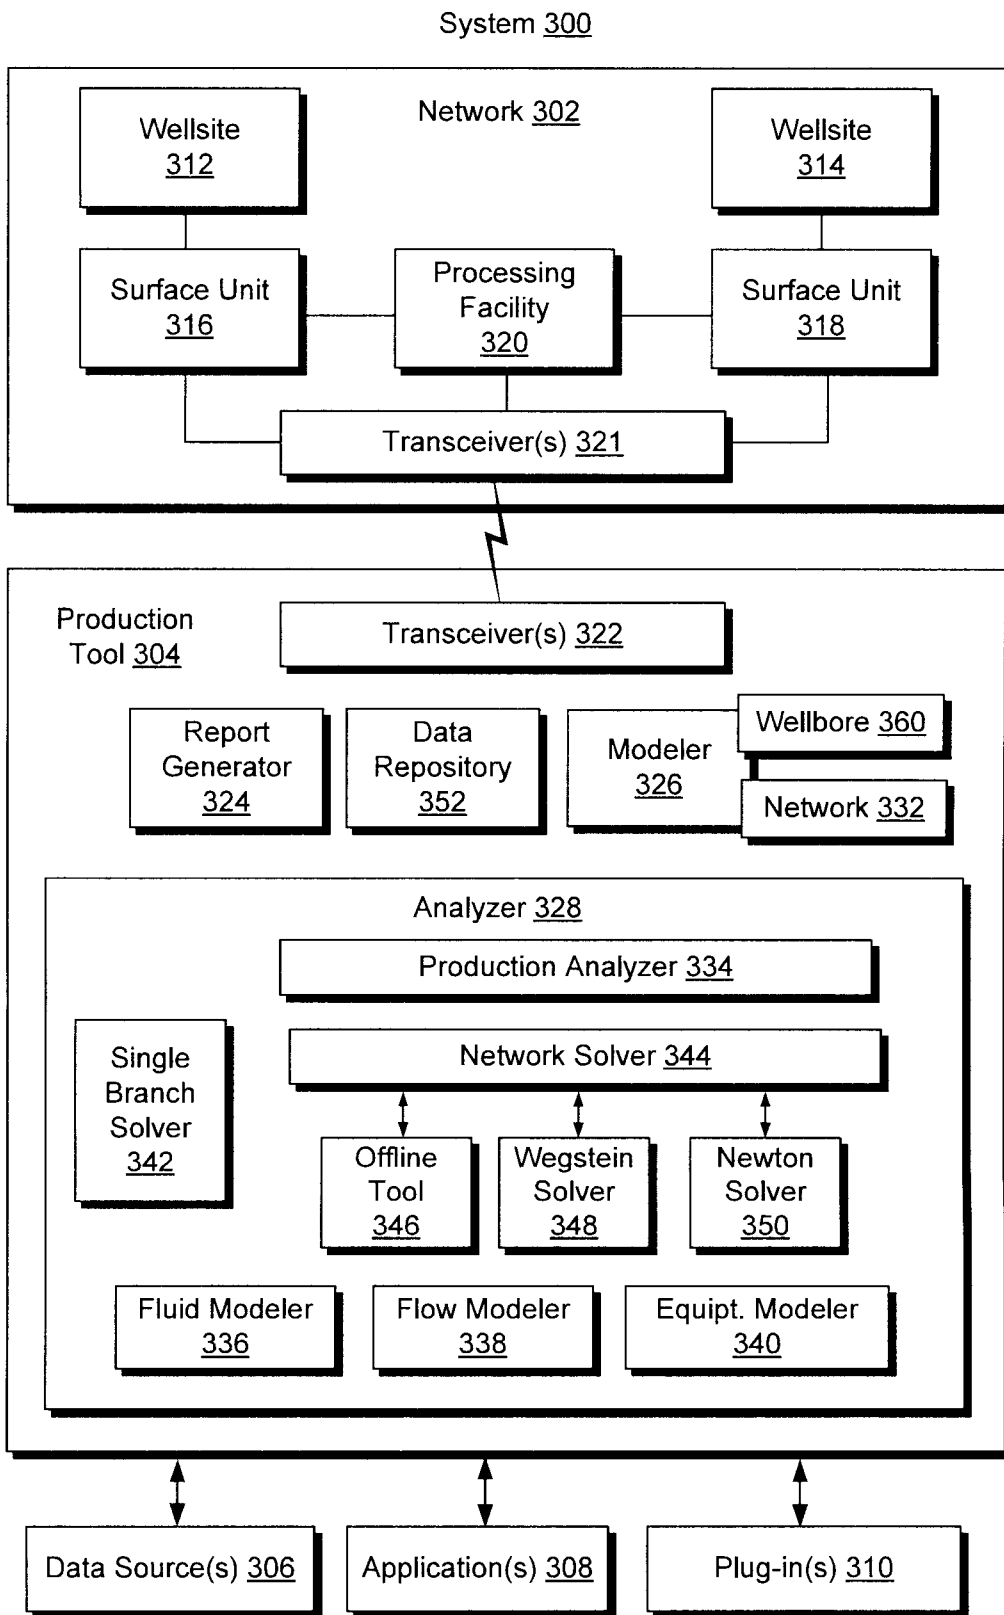 System 300
Network 302
Wellsite
312
Wellsite
314
Surface Unit
316
Processing
Facility
320
Surface Unit
318
Transceiver(s) 321
Production
Tool 304
Transceiver(s) 322
Report
Generator
324
Data
Repository
352
Modeler
326
Wellbore 360
Network 332
Analyzer 328
Production Analyzer 334
Single
Branch
Solver
342
Network Solver 344
Offline
Tool
346
Wegstein
Solver
348
Newton
Solver
350
Fluid Modeler
336
Flow Modeler
338
Equipt. Modeler
340
Data Source(s) 306
Application(s) 308
Plug-in(s) 310